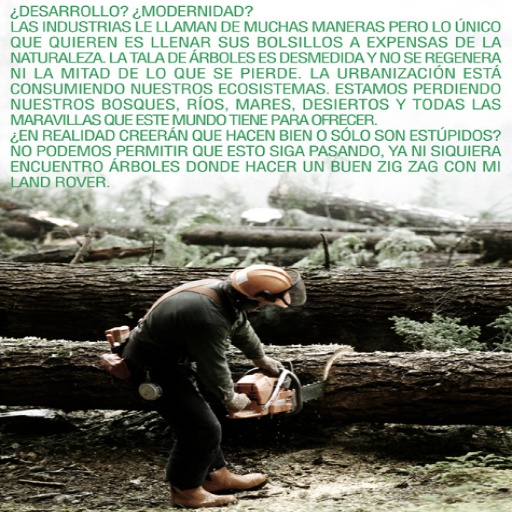 ¿DESARROLLO? ¿MODERNIDAD?
LAS INDUSTRIAS LE LLAMAN DE MUCHAS MANERAS PERO LO ÚNICO
QUE QUIEREN ES LLENAR SUS BOLSILLOS A EXPENSAS DE LA
NATURALEZA. LA TALA DE ÁRBOLES ES DESMEDIDA Y NO SE REGENERA
NI LA MITAD DE LO QUE SE PIERDE. LA URBANIZACIÓN ESTÁ
CONSUMIENDO NUESTROS ECOSISTEMAS. ESTAMOS PERDIENDO
NUESTROS BOSQUES, RÍOS, MARES, DESIERTOS Y TODAS LAS
MARAVILLAS QUE ESTE MUNDO TIENE PARA OFRECER.
¿EN REALIDAD CREERÁN QUE HACEN BIEN O SÓLO SON ESTÚPIDOS?
NO PODEMOS PERMITIR QUE ESTO SIGA PASANDO, YA NI SIQUIERA
ENCUENTRO ÁRBOLES DONDE HACER UN BUEN ZIG ZAG CON MI
LAND ROVER.